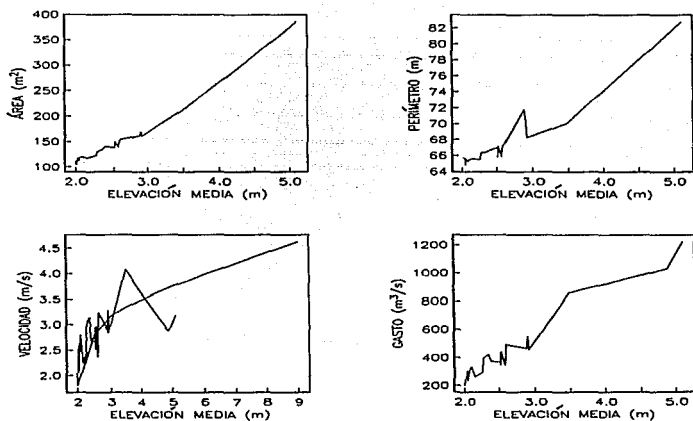 400
350
300
250
200
150
100
ÁREA (m²)
2.0 3.0 4.0 5.0
ELEVACIÓN MEDIA (m)
82
80
78
76
74
72
70
68
66
64
PERÍMETRO (m)
2.0 3.0 4.0 5.0
ELEVACIÓN MEDIA (m)
4.5
4.0
3.5
3.0
2.5
2.0
VELOCIDAD (m/s)
2 3 4 5 6 7 8 9
ELEVACIÓN MEDIA (m)
1200
1000
800
600
400
200
GASTO (m³/s)
2.0 3.0 4.0 5.0
ELEVACIÓN MEDIA (m)